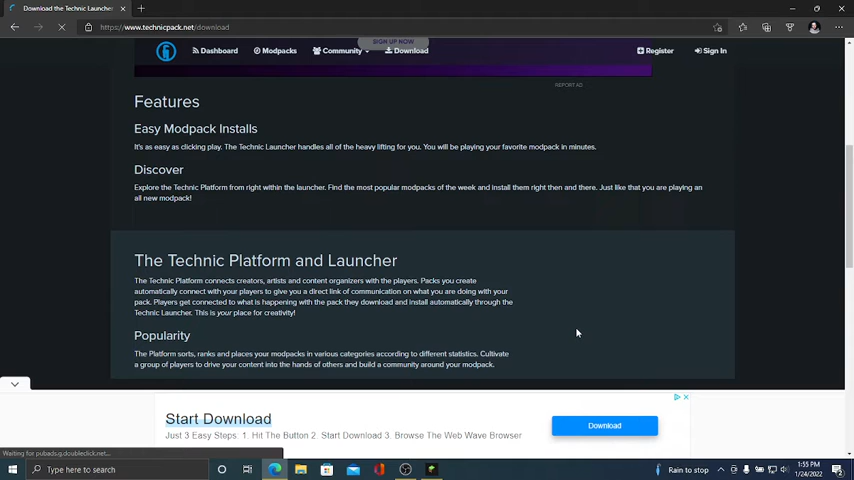 Download the Technic Launcher
https://www.technicpack.net/download
SIGN UP NOW
Dashboard
Modpacks
Community
Download
Register
Sign In
REPORT AD
Features
Easy Modpack Installs
It's as easy as clicking play. The Technic Launcher handles all of the heavy lifting for you. You will be playing your favorite modpack in minutes.
Discover
Explore the Technic Platform from right within the launcher. Find the most popular modpacks of the week and install them right then and there. Just like that you are playing an
all new modpack!
The Technic Platform and Launcher
The Technic Platform connects creators, artists and content organizers with the players. Packs you create
automatically connect with your players to give you a direct link of communication on what you are doing with your
pack. Players get connected to what is happening with the pack they download and install automatically through the
Technic Launcher. This is your place for creativity!
Popularity
The Platform sorts, ranks and places your modpacks in various categories according to different statistics. Cultivate
a group of players to drive your content into the hands of others and build a community around your modpack.
Start Download
Just 3 Easy Steps: 1. Hit The Button 2. Start Download 3. Browse The Web Wave Browser
Download
Waiting for pubads.g.doubleclick.net...
Type here to search
Rain to stop
1:55 PM
1/24/2022
2